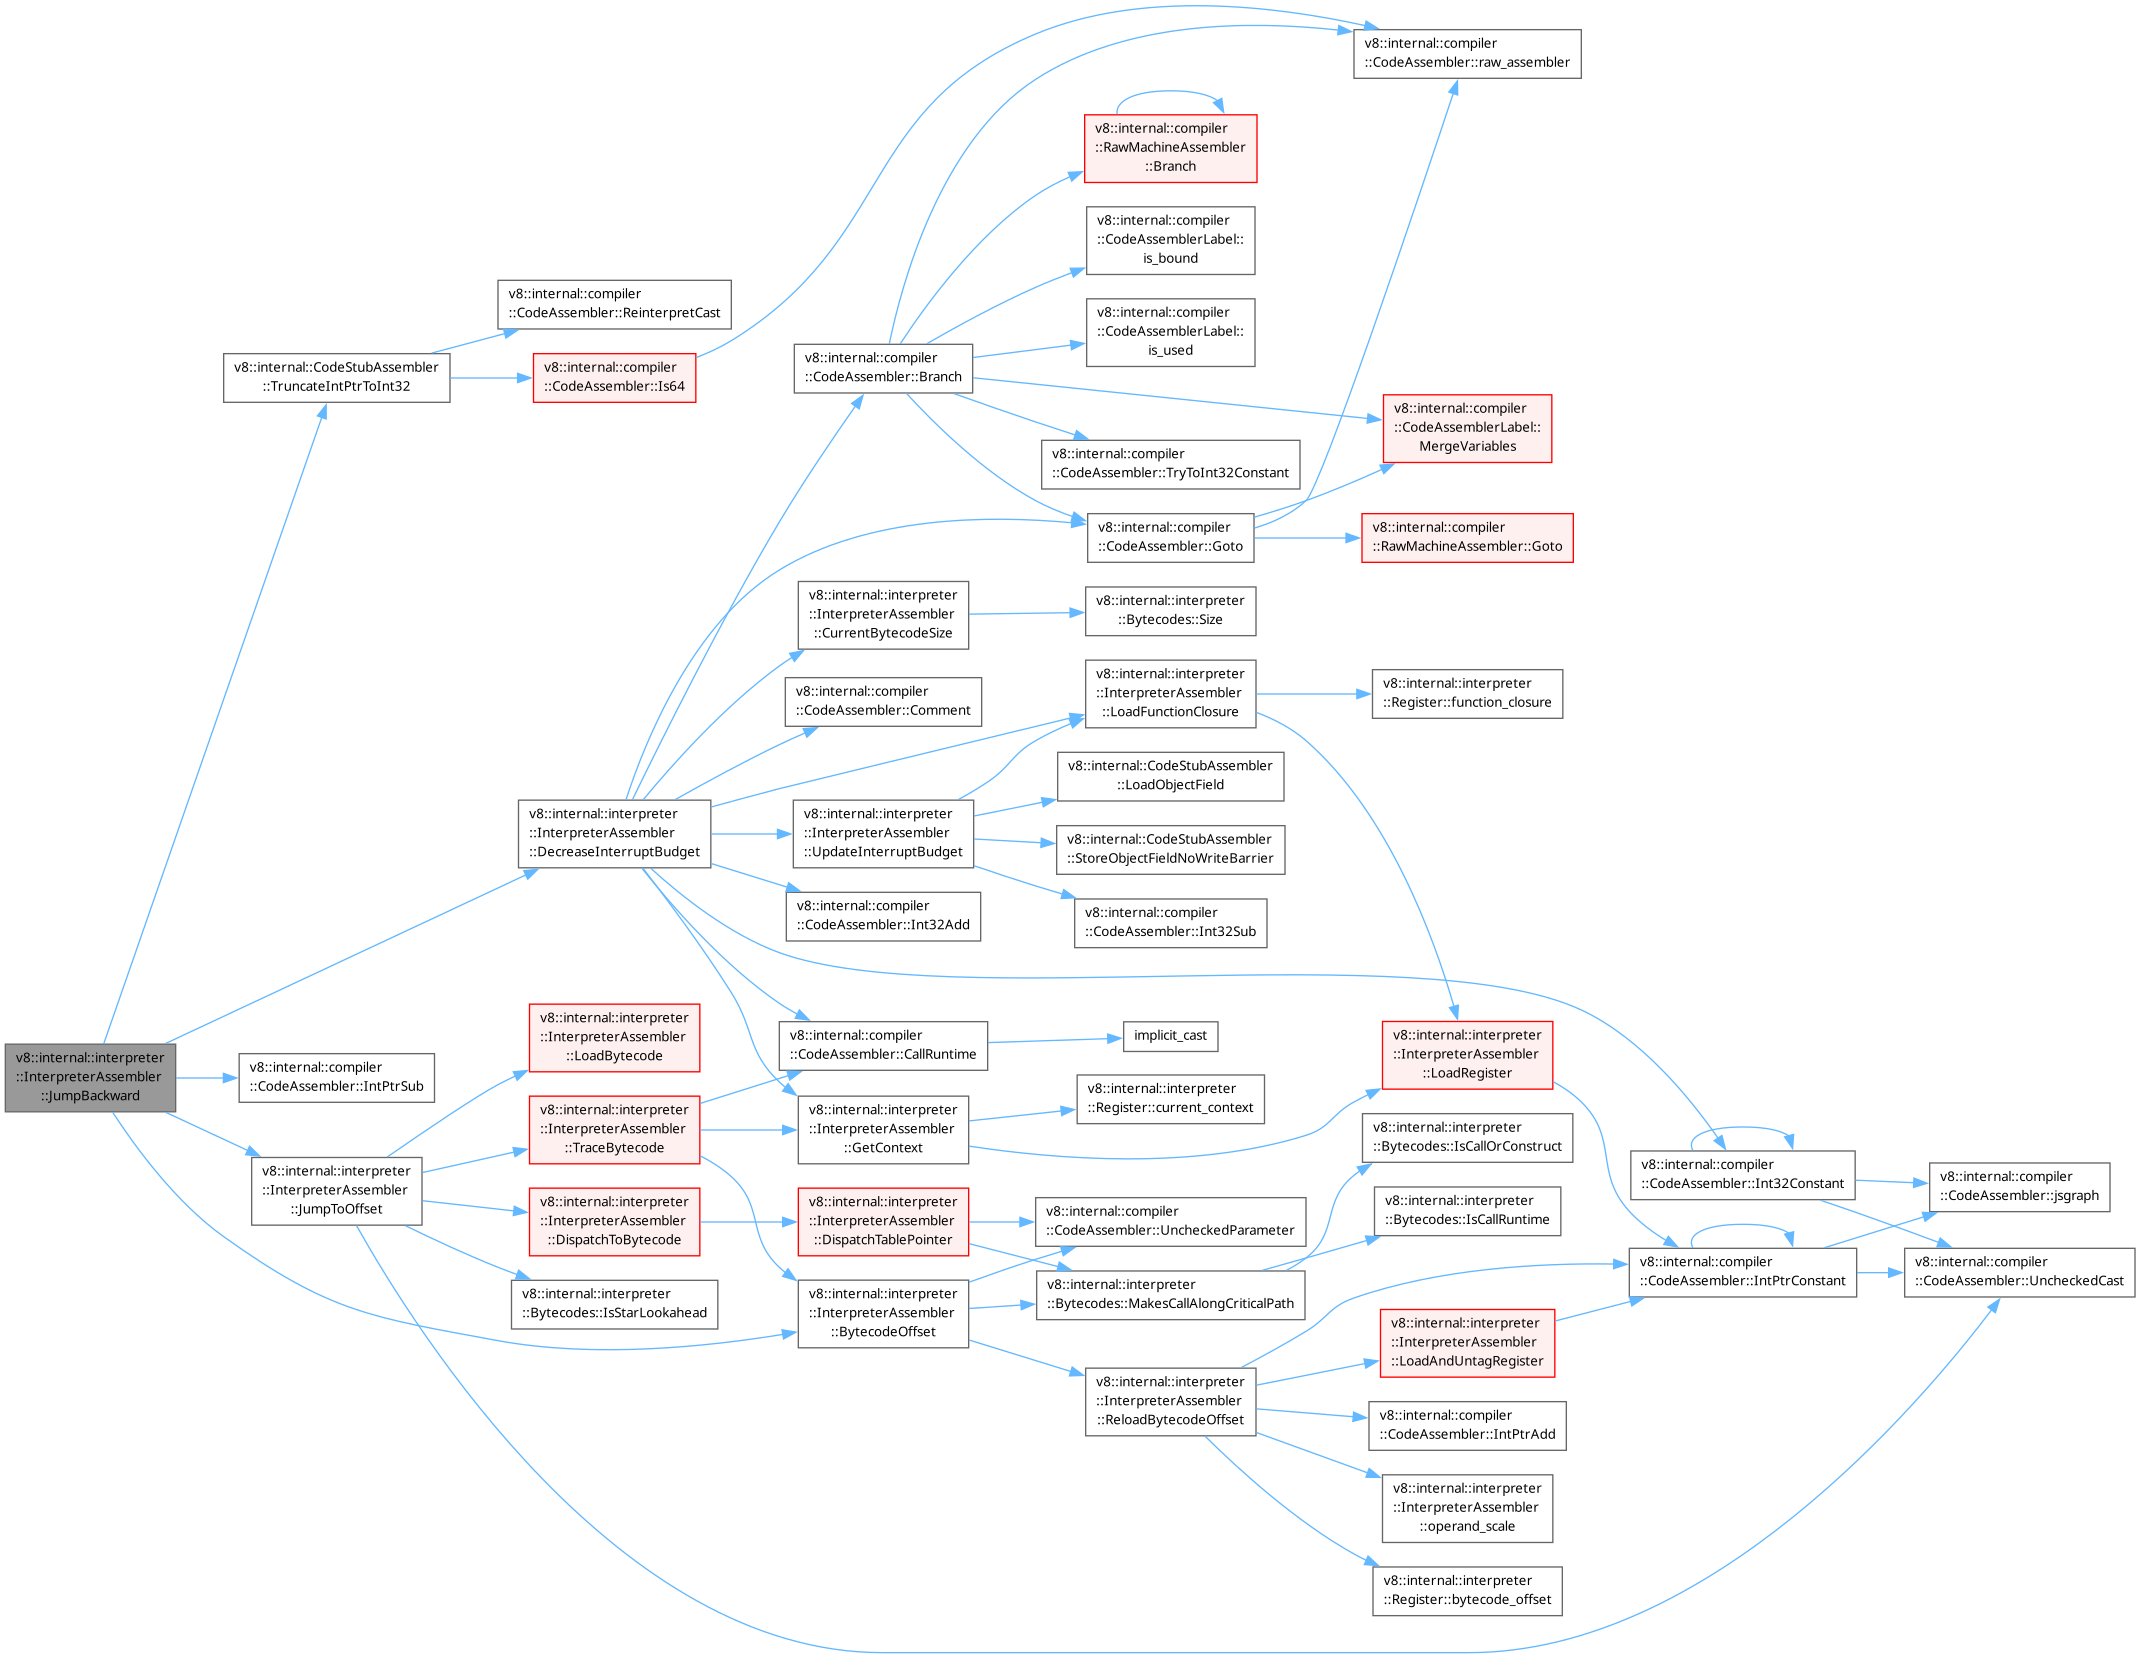 v8::internal::interpreter
::InterpreterAssembler
::JumpBackward
v8::internal::CodeStubAssembler
::TruncateIntPtrToInt32
v8::internal::compiler
::CodeAssembler::IntPtrSub
v8::internal::interpreter
::InterpreterAssembler
::JumpToOffset
v8::internal::compiler
::CodeAssembler::ReinterpretCast
v8::internal::compiler
::CodeAssembler::Is64
v8::internal::interpreter
::InterpreterAssembler
::DecreaseInterruptBudget
v8::internal::interpreter
::InterpreterAssembler
::LoadBytecode
v8::internal::interpreter
::InterpreterAssembler
::TraceBytecode
v8::internal::interpreter
::InterpreterAssembler
::DispatchToBytecode
v8::internal::interpreter
::Bytecodes::IsStarLookahead
v8::internal::compiler
::CodeAssembler::Branch
v8::internal::interpreter
::InterpreterAssembler
::CurrentBytecodeSize
v8::internal::compiler
::CodeAssembler::Comment
v8::internal::interpreter
::InterpreterAssembler
::UpdateInterruptBudget
v8::internal::compiler
::CodeAssembler::Int32Add
v8::internal::compiler
::CodeAssembler::CallRuntime
v8::internal::interpreter
::InterpreterAssembler
::GetContext
v8::internal::interpreter
::InterpreterAssembler
::DispatchTablePointer
v8::internal::interpreter
::InterpreterAssembler
::BytecodeOffset
v8::internal::compiler
::RawMachineAssembler
::Branch
v8::internal::compiler
::CodeAssemblerLabel::
is_bound
v8::internal::compiler
::CodeAssemblerLabel::
is_used
v8::internal::compiler
::CodeAssembler::TryToInt32Constant
v8::internal::compiler
::CodeAssembler::Goto
v8::internal::interpreter
::Bytecodes::Size
v8::internal::interpreter
::InterpreterAssembler
::LoadFunctionClosure
v8::internal::CodeStubAssembler
::LoadObjectField
v8::internal::CodeStubAssembler
::StoreObjectFieldNoWriteBarrier
v8::internal::compiler
::CodeAssembler::Int32Sub
implicit_cast
v8::internal::interpreter
::Register::current_context
v8::internal::compiler
::CodeAssembler::UncheckedParameter
v8::internal::interpreter
::Bytecodes::MakesCallAlongCriticalPath
v8::internal::interpreter
::InterpreterAssembler
::ReloadBytecodeOffset
v8::internal::compiler
::CodeAssembler::raw_assembler
v8::internal::compiler
::CodeAssemblerLabel::
MergeVariables
v8::internal::compiler
::RawMachineAssembler::Goto
v8::internal::interpreter
::Register::function_closure
v8::internal::interpreter
::InterpreterAssembler
::LoadRegister
v8::internal::interpreter
::Bytecodes::IsCallOrConstruct
v8::internal::interpreter
::Bytecodes::IsCallRuntime
v8::internal::interpreter
::InterpreterAssembler
::LoadAndUntagRegister
v8::internal::compiler
::CodeAssembler::IntPtrAdd
v8::internal::interpreter
::InterpreterAssembler
::operand_scale
v8::internal::interpreter
::Register::bytecode_offset
v8::internal::compiler
::CodeAssembler::Int32Constant
v8::internal::compiler
::CodeAssembler::IntPtrConstant
v8::internal::compiler
::CodeAssembler::jsgraph
v8::internal::compiler
::CodeAssembler::UncheckedCast